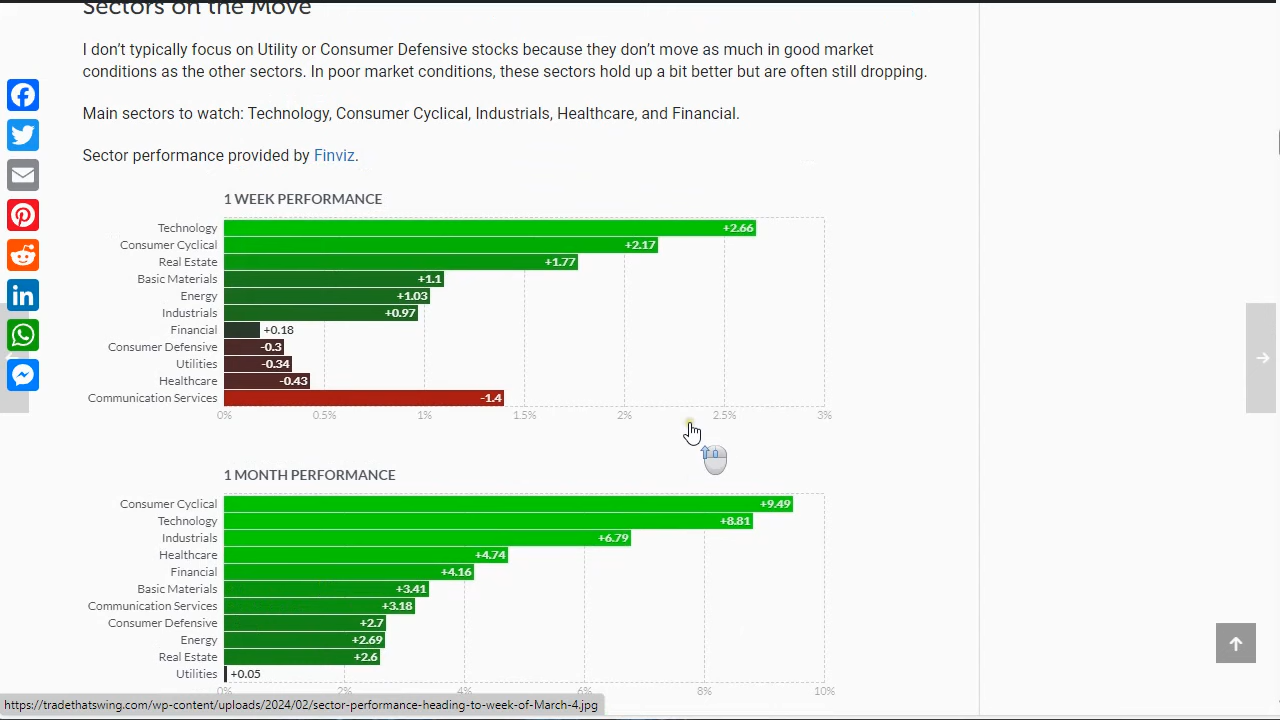 Sectors on the Move
I don’t typically focus on Utility or Consumer Defensive stocks because they don’t move as much in good market
conditions as the other sectors. In poor market conditions, these sectors hold up a bit better but are often still dropping.
Main sectors to watch: Technology, Consumer Cyclical, Industrials, Healthcare, and Financial.
Sector performance provided by Finviz.
1 WEEK PERFORMANCE
Technology +2.66
Consumer Cyclical +2.17
Real Estate +1.77
Basic Materials +1.1
Energy +1.03
Industrials +0.97
Financial +0.18
Consumer Defensive -0.3
Utilities -0.34
Healthcare -0.43
Communication Services -1.4
0% 0.5% 1% 1.5% 2% 2.5% 3%
1 MONTH PERFORMANCE
Consumer Cyclical +9.49
Technology +8.81
Industrials +6.79
Healthcare +4.74
Financial +4.16
Basic Materials +3.41
Communication Services +3.18
Consumer Defensive +2.7
Energy +2.69
Real Estate +2.6
Utilities +0.05
0% 2% 4% 6% 8% 10%
https://tradethatswing.com/wp-content/uploads/2024/02/sector-performance-heading-to-week-of-March-4.jpg